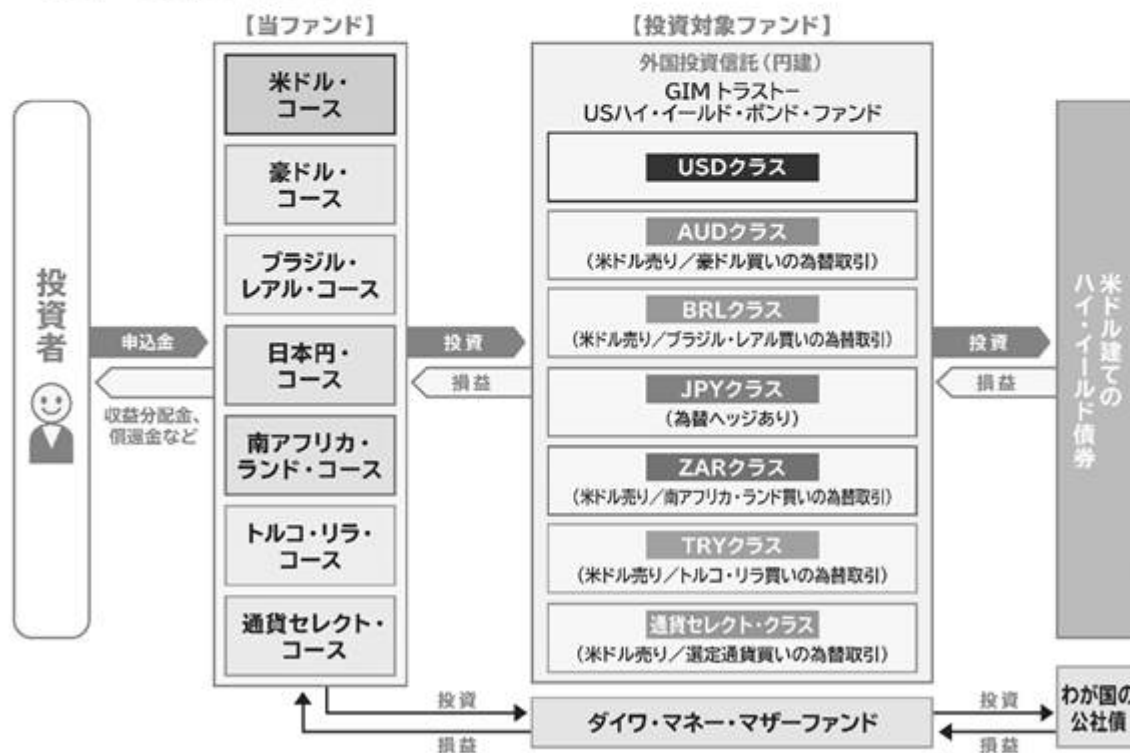 【当ファンド】
【投資対象ファンド】
投資者
申込金
収益分配金、
償還金など
米ドル・
コース
豪ドル・
コース
ブラジル・
レアル・コース
日本円・
コース
南アフリカ・
ランド・コース
トルコ・リラ・
コース
通貨セレクト・
コース
投資
損益
外国投資信託（円建）
GIMトラスト－
USハイ・イールド・ボンド・ファンド
USDクラス
AUDクラス
（米ドル売り／豪ドル買いの為替取引）
BRLクラス
（米ドル売り／ブラジル・レアル買いの為替取引）
JPYクラス
（為替ヘッジあり）
ZARクラス
（米ドル売り／南アフリカ・ランド買いの為替取引）
TRYクラス
（米ドル売り／トルコ・リラ買いの為替取引）
通貨セレクト・クラス
（米ドル売り／選定通貨買いの為替取引）
投資
損益
米ドル建ての
ハイ・イールド債券
投資
損益
ダイワ・マネー・マザーファンド
投資
損益
わが国の
公社債